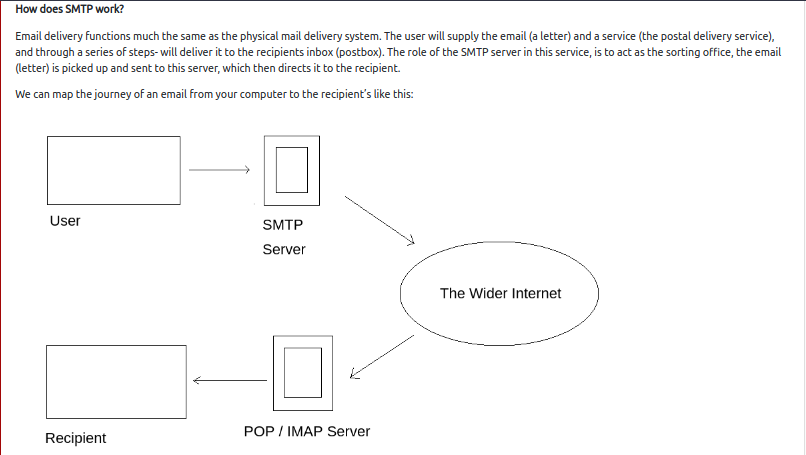 How does SMTP work?
Email delivery functions much the same as the physical mail delivery system. The user will supply the email (a letter) and a service (the postal delivery service),
and through a series of steps- will deliver it to the recipients inbox (postbox). The role of the SMTP server in this service, is to act as the sorting office, the email
(letter) is picked up and sent to this server, which then directs it to the recipient.
We can map the journey of an email from your computer to the recipient's like this:
User
SMTP
Server
The Wider Internet
Recipient
POP / IMAP Server